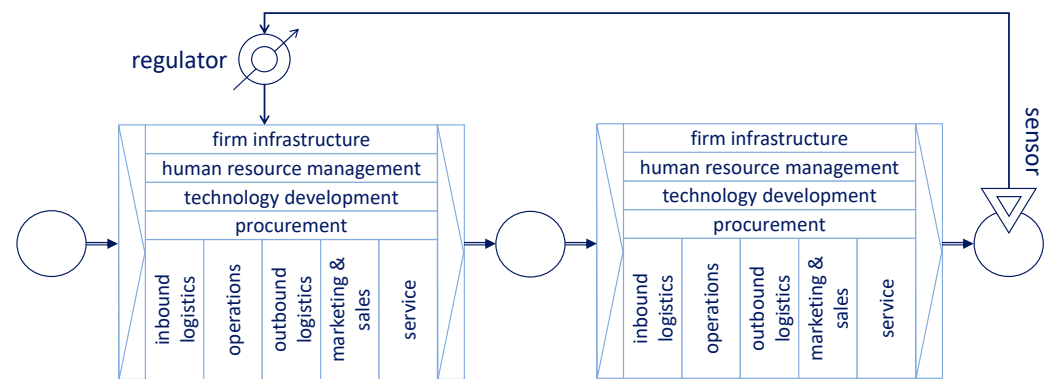 regulator
sensor
firm infrastructure
human resource management
technology development
procurement
inbound
logistics
operations
outbound
logistics
marketing &
sales
service
firm infrastructure
human resource management
technology development
procurement
inbound
logistics
operations
outbound
logistics
marketing &
sales
service